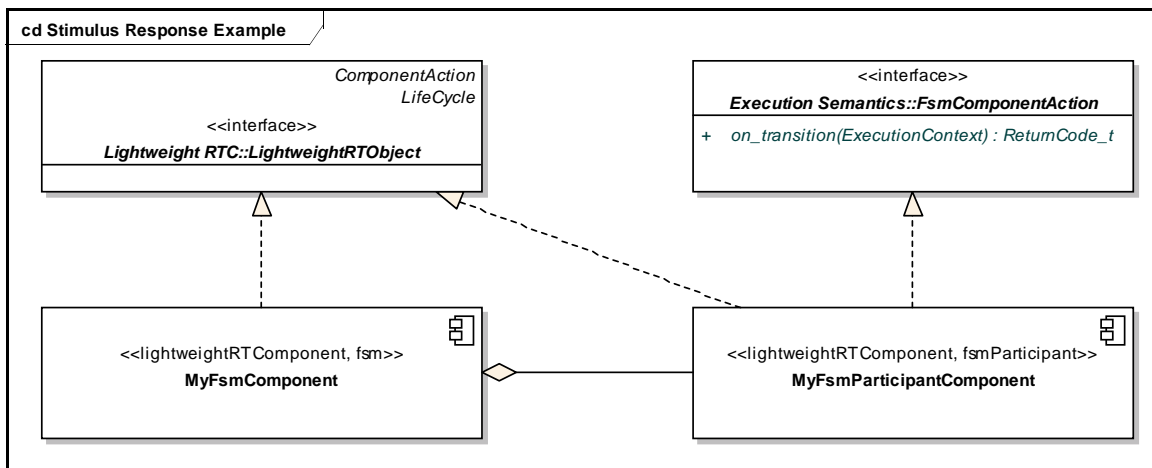 cd Stimulus Response Example
ComponentAction
LifeCycle
<<interface>>
Lightweight RTC::LightweightRTObject
<<interface>>
Execution Semantics::FsmComponentAction
+ on_transition(ExecutionContext) : ReturnCode_t
<<lightweightRTComponent, fsm>>
MyFsmComponent
<<lightweightRTComponent, fsmParticipant>>
MyFsmParticipantComponent